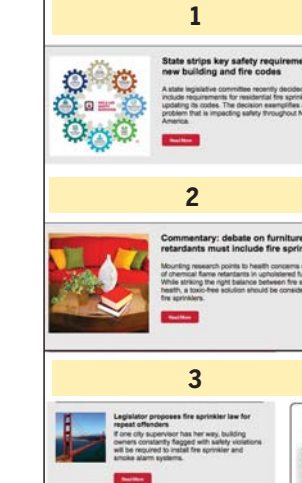 1
State strips key safety requireme
new building and fire codes
A state legislative committee recently decided
include requirements for residential fire sprink
updating its codes. The decision exemplifies
problem that is impacting safety throughout N
America.
Read More
2
Commentary: debate on furniture
retardants must include fire sprin
Mounting research points to health concerns
of chemical flame retardants in upholstered fu
While striking the right balance between fire
health, a toxic-free solution should be conside
fire sprinklers.
Read More
3
Legislator proposes fire sprinkler law for
repeat offenders
If one city supervisor has her way, building
owners constantly flagged with safety violations
will be required to install fire sprinkler and
smoke alarm systems.
Read More